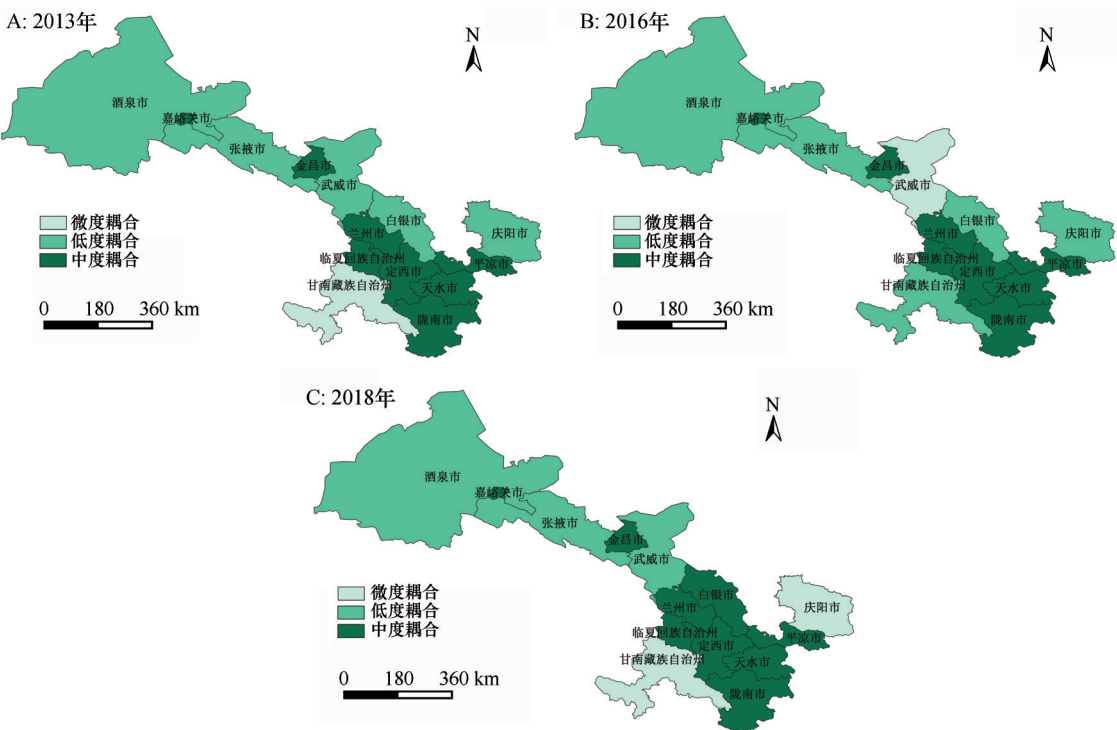 A: 2013年
N
酒泉市
嘉峪关市
张掖市
金昌市
武威市
白银市
兰州市
庆阳市
临夏回族自治州
定西市
平凉市
甘南藏族自治州
天水市
陇南市
微度耦合
低度耦合
中度耦合
0 180 360 km
B: 2016年
N
酒泉市
嘉峪关市
张掖市
金昌市
武威市
白银市
兰州市
庆阳市
临夏回族自治州
定西市
平凉市
甘南藏族自治州
天水市
陇南市
微度耦合
低度耦合
中度耦合
0 180 360 km
C: 2018年
N
酒泉市
嘉峪关市
张掖市
金昌市
武威市
白银市
兰州市
庆阳市
临夏回族自治州
定西市
平凉市
甘南藏族自治州
天水市
陇南市
微度耦合
低度耦合
中度耦合
0 180 360 km